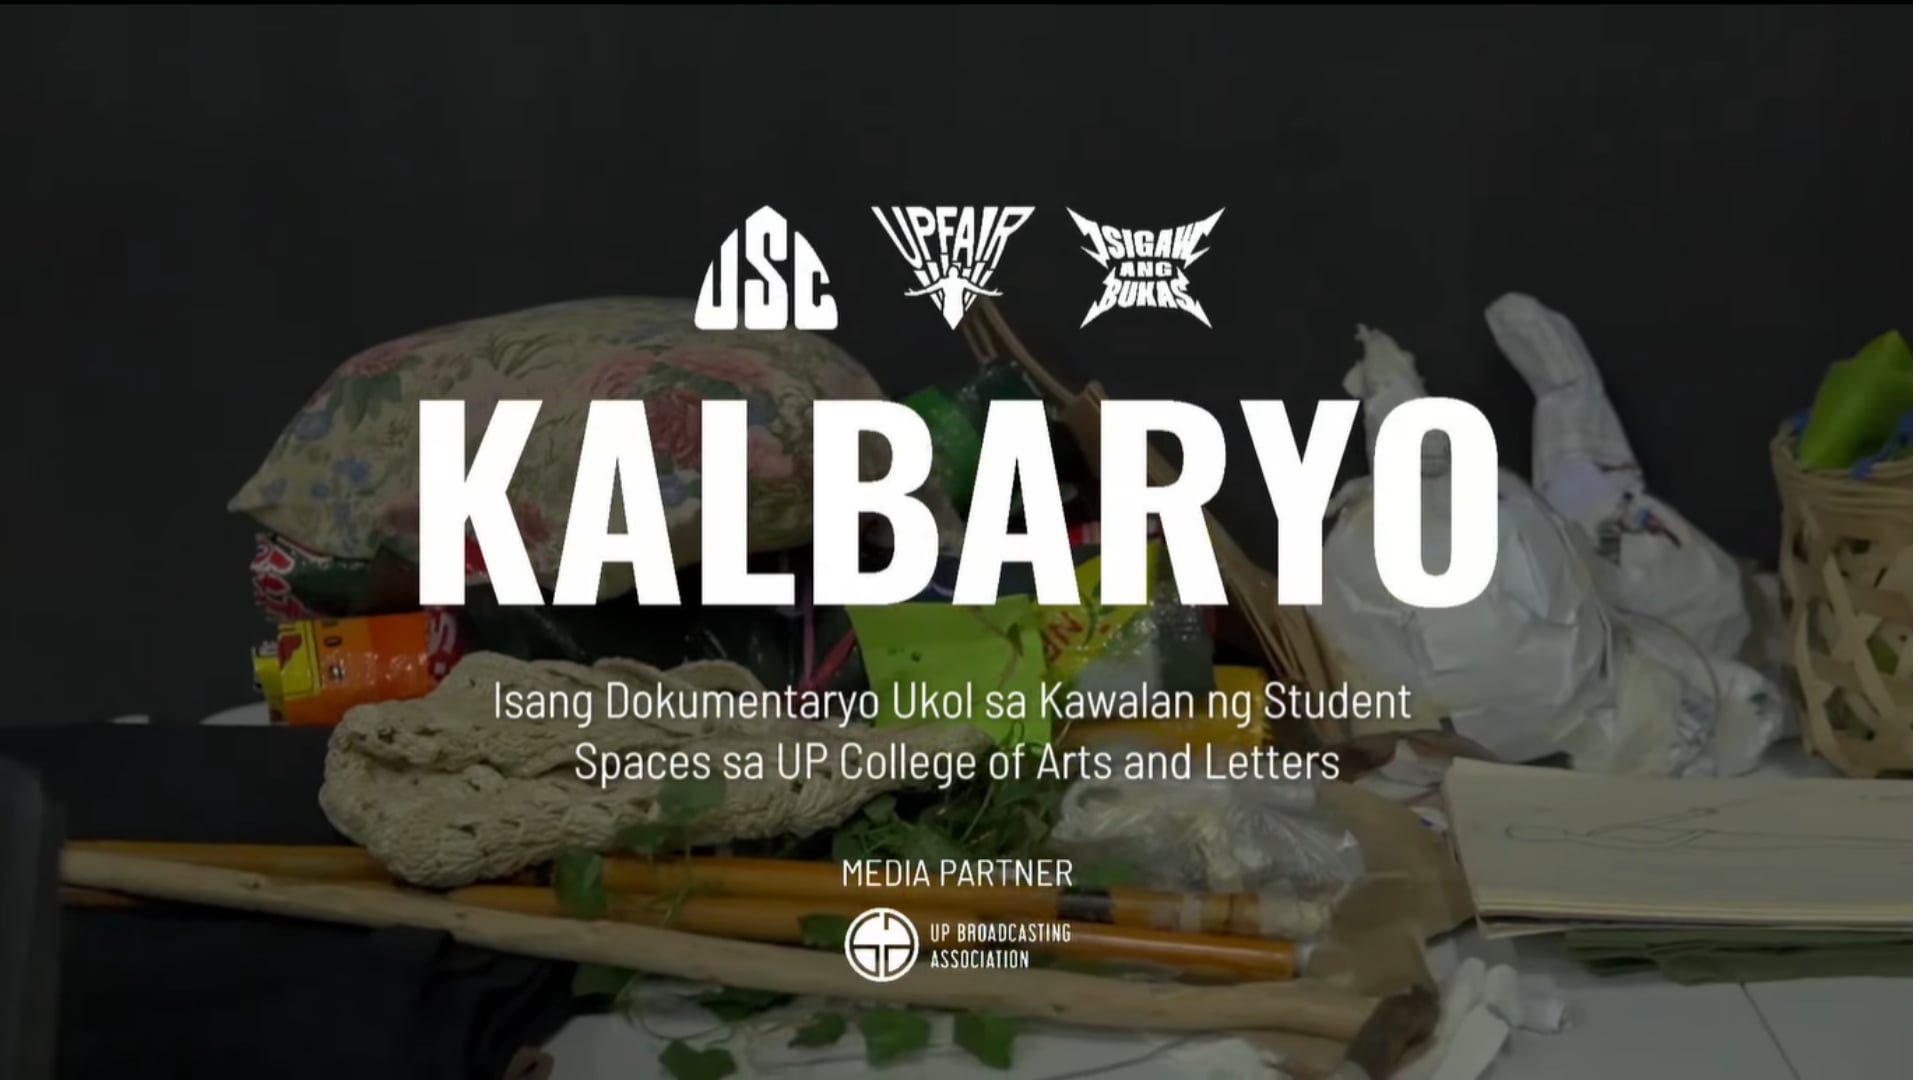 USC
UPFAIR
ISIGAW
ANG
BUKAS
KALBARYO
Isang Dokumentaryo Ukol sa Kawalan ng Student
Spaces sa UP College of Arts and Letters
MEDIA PARTNER
UP BROADCASTING
ASSOCIATION